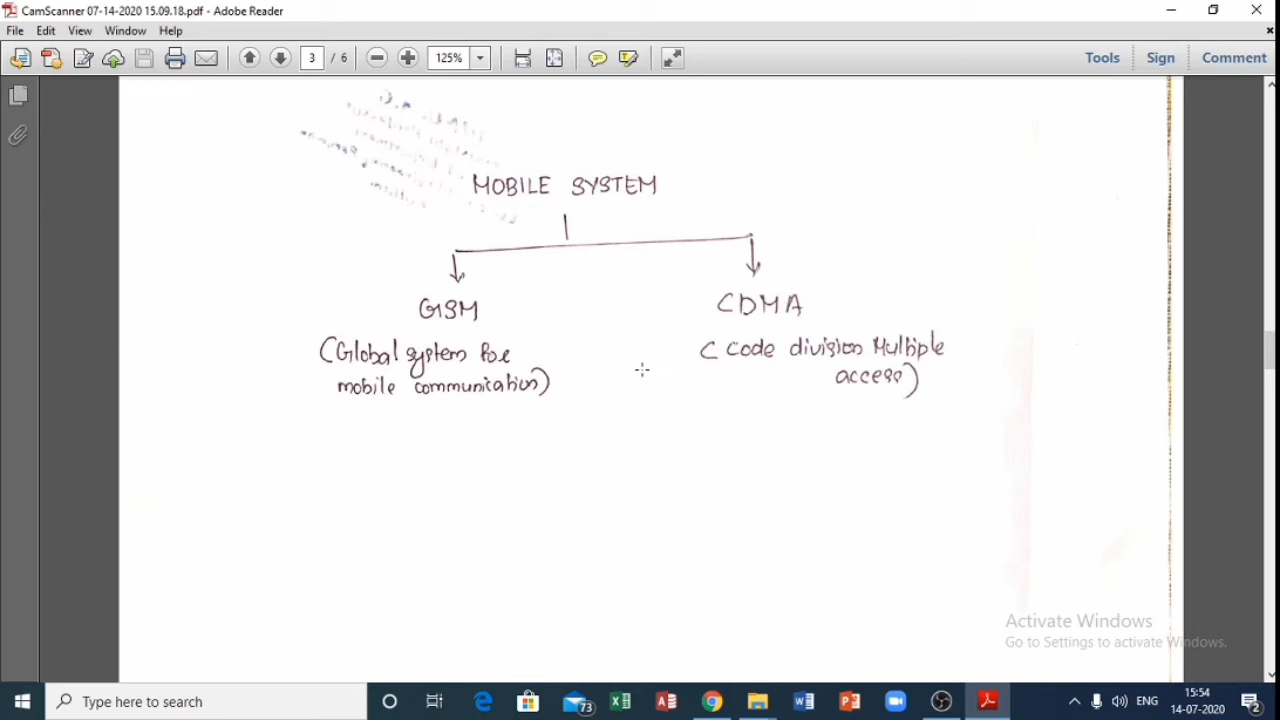 CamScanner 07-14-2020 15.09.18.pdf - Adobe Reader
File Edit View Window Help
3 / 6 125% Tools Sign Comment
MOBILE SYSTEM
GSM CDMA
(Global system for ( Code division Multiple
mobile communication) access)
Activate Windows
Go to Settings to activate Windows.
Type here to search 73 ENG 15:54
14-07-2020 2